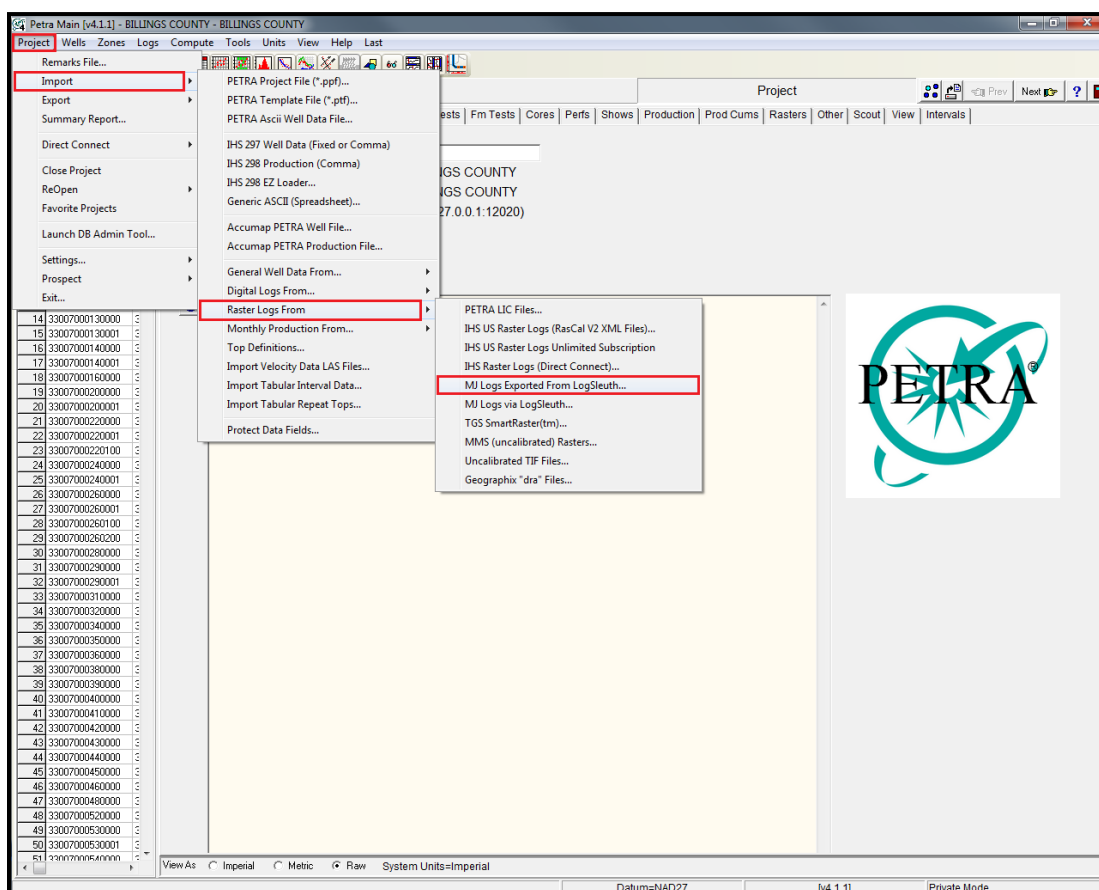 Petra Main [v4.1.1] - BILLINGS COUNTY - BILLINGS COUNTY
Project Wells Zones Logs Compute Tools Units View Help Last
Remarks File...
Import
Export
Summary Report...
Direct Connect
Close Project
ReOpen
Favorite Projects
Launch DB Admin Tool...
Settings...
Prospect
Exit...
PETRA Project File (*.ppf)...
PETRA Template File (*.ptf)...
PETRA Ascii Well Data File...
IHS 297 Well Data (Fixed or Comma)
IHS 298 Production (Comma)
IHS 298 EZ Loader...
Generic ASCII (Spreadsheet)...
Accumap PETRA Well File...
Accumap PETRA Production File...
General Well Data From...
Digital Logs From...
Raster Logs From
Monthly Production From...
Top Definitions...
Import Velocity Data LAS Files...
Import Tabular Interval Data...
Import Tabular Repeat Tops...
Protect Data Fields...
PETRA LIC Files...
IHS US Raster Logs (RasCal V2 XML Files)...
IHS US Raster Logs Unlimited Subscription
IHS Raster Logs (Direct Connect)...
MJ Logs Exported From LogSleuth...
MJ Logs via LogSleuth...
TGS SmartRaster(tm)...
MMS (uncalibrated) Rasters...
Uncalibrated TIF Files...
Geographix "dra" Files...
Project
Prev Next ?
ests Fm Tests Cores Perfs Shows Production Prod Cums Rasters Other Scout View Intervals
IGS COUNTY
IGS COUNTY
27.0.0.1:12020)
PETRA®
14 33007000130000
15 33007000130001
16 33007000140000
17 33007000140001
18 33007000160000
19 33007000200000
20 33007000200001
21 33007000220000
22 33007000220001
23 33007000220100
24 33007000240000
25 33007000240001
26 33007000260000
27 33007000260001
28 33007000260100
29 33007000260200
30 33007000280000
31 33007000290000
32 33007000290001
33 33007000310000
34 33007000320000
35 33007000340000
36 33007000350000
37 33007000360000
38 33007000380000
39 33007000390000
40 33007000400000
41 33007000410000
42 33007000420000
43 33007000430000
44 33007000440000
45 33007000450000
46 33007000460000
47 33007000480000
48 33007000520000
49 33007000530000
50 33007000530001
51 33007000540000
View As Imperial Metric Raw System Units=Imperial
Datum=NAD27 [v4.1.1] Private Mode